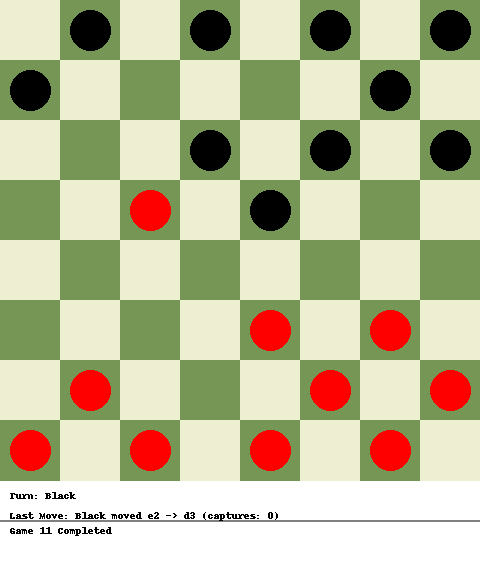 Turn: Black
Last Move: Black moved e2 -> d3 (captures: 0)
Game 11 Completed